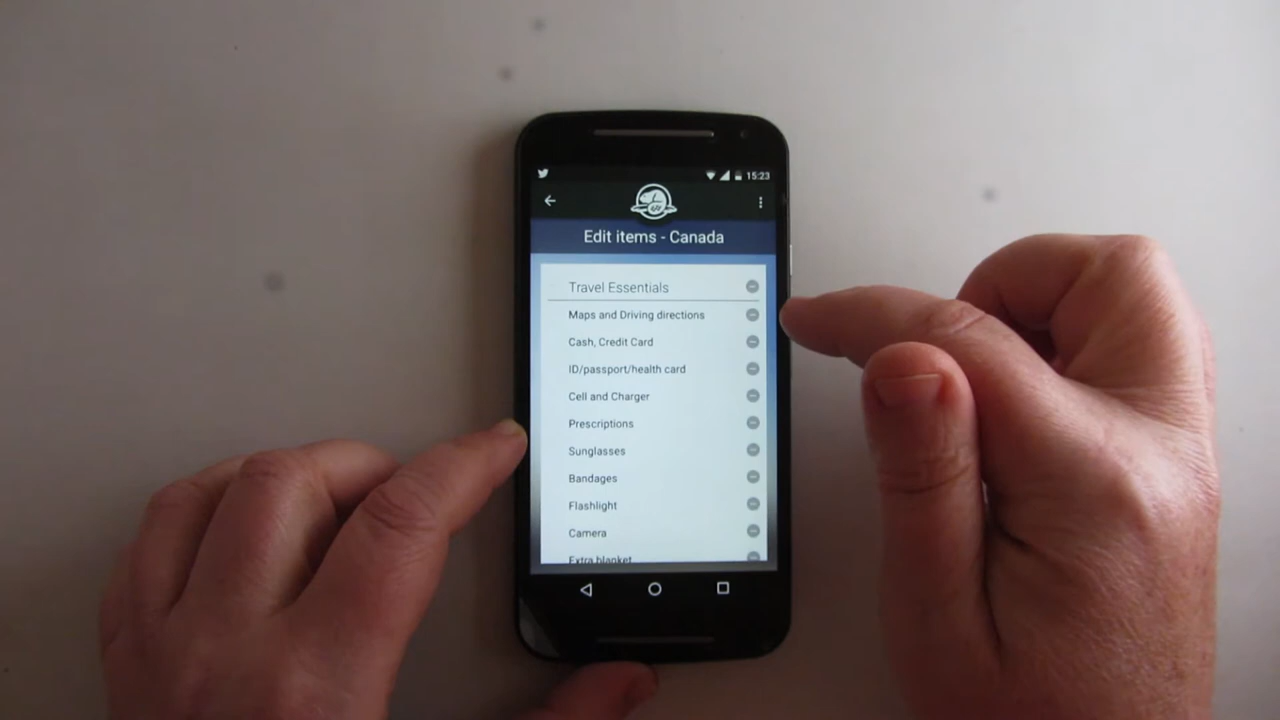 15:23
Edit items - Canada
Travel Essentials
Maps and Driving directions
Cash, Credit Card
ID/passport/health card
Cell and Charger
Prescriptions
Sunglasses
Bandages
Flashlight
Camera
Extra blanket